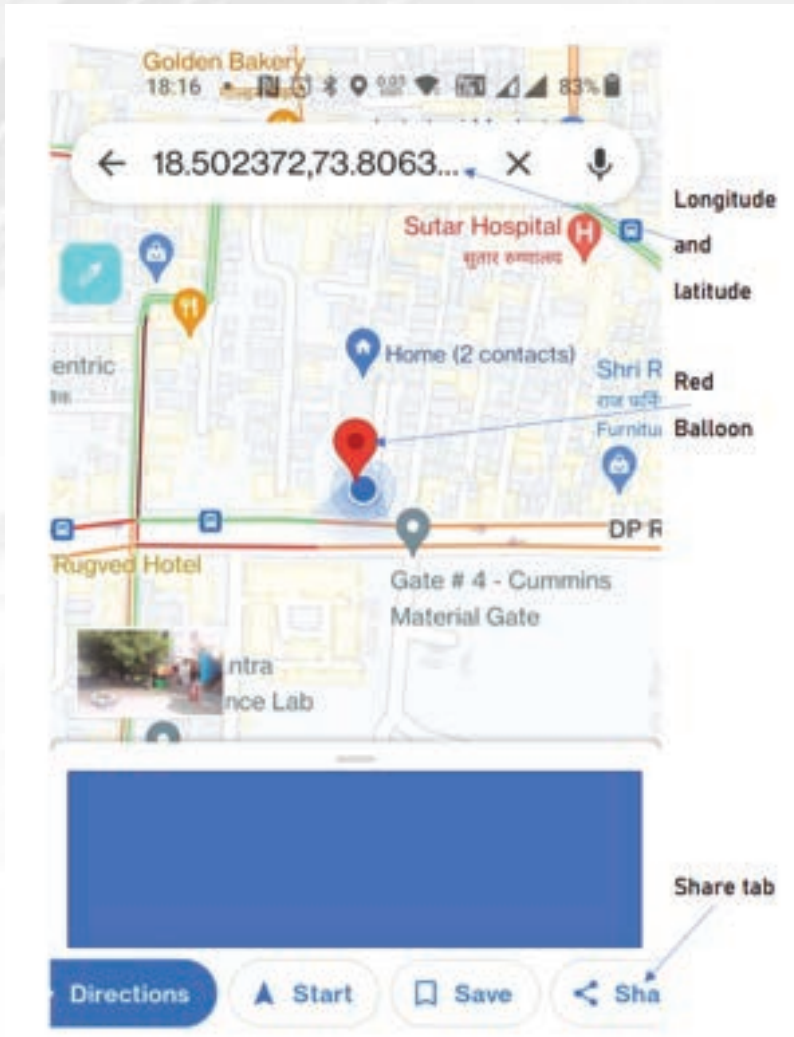 Golden Bakery
18:16
83%
18.502372,73.8063...
Longitude
and
latitude
Sutar Hospital
सुतार रुग्णालय
Home (2 contacts)
entric
Shri R
Furnitu
Red
Balloon
DP R
Rugved Hotel
Gate # 4 - Cummins
Material Gate
ntra
nce Lab
Share tab
Directions
Start
Save
Sha